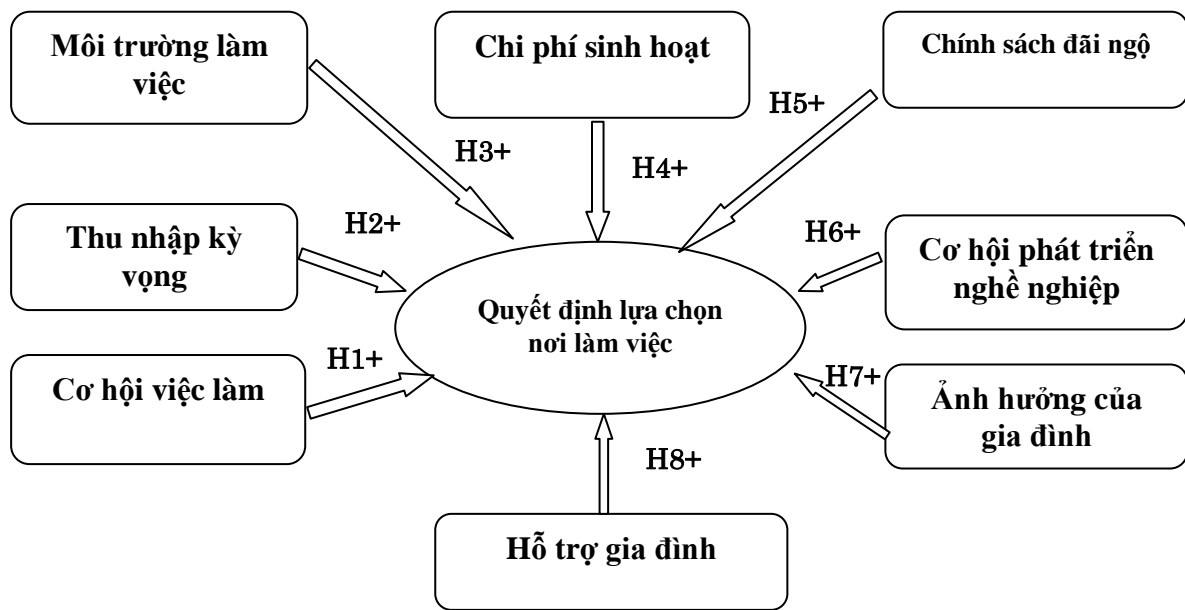 Môi trường làm
việc
Chi phí sinh hoạt
Chính sách đãi ngộ
H5+
H3+
H4+
Thu nhập kỳ
vọng
H2+
H6+
Cơ hội phát triển
nghề nghiệp
Quyết định lựa chọn
nơi làm việc
Cơ hội việc làm
H1+
H7+
Ảnh hưởng của
gia đình
H8+
Hỗ trợ gia đình